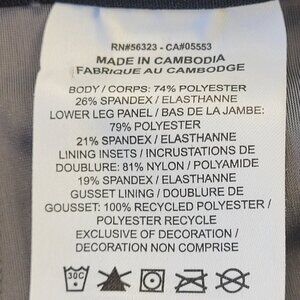 RN#56323 - CA#05553
MADE IN CAMBODIA
FABRIQUE AU CAMBODGE
BODY / CORPS: 74% POLYESTER
26% SPANDEX / ELASTHANNE
LOWER LEG PANEL / BAS DE LA JAMBE:
79% POLYESTER
21% SPANDEX / ELASTHANNE
LINING INSETS / INCRUSTATIONS DE
DOUBLURE: 81% NYLON / POLYAMIDE
19% SPANDEX / ELASTHANNE
GUSSET LINING / DOUBLURE DE
GOUSSET: 100% RECYCLED POLYESTER /
POLYESTER RECYCLE
EXCLUSIVE OF DECORATION /
DECORATION NON COMPRISE
30C